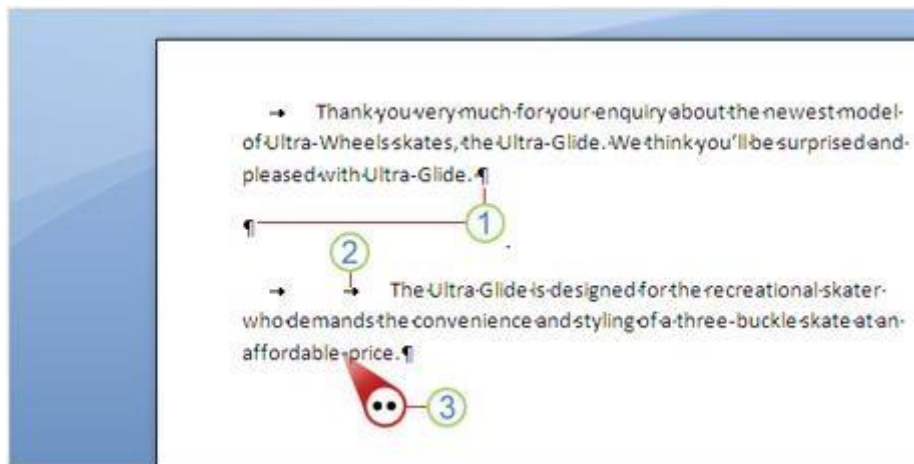 → Thank·you·very·much·for·your·enquiry·about·the·newest·model·
of·Ultra-Wheels·skates,·the·Ultra-Glide.·We·think·you'll·be·surprised·and·
pleased·with·Ultra-Glide.·¶
¶ 1
2
→ → The·Ultra·Glide·is·designed·for·the·recreational·skater·
who·demands·the·convenience·and·styling·of·a·three-buckle·skate·at·an·
affordable··price.¶
3